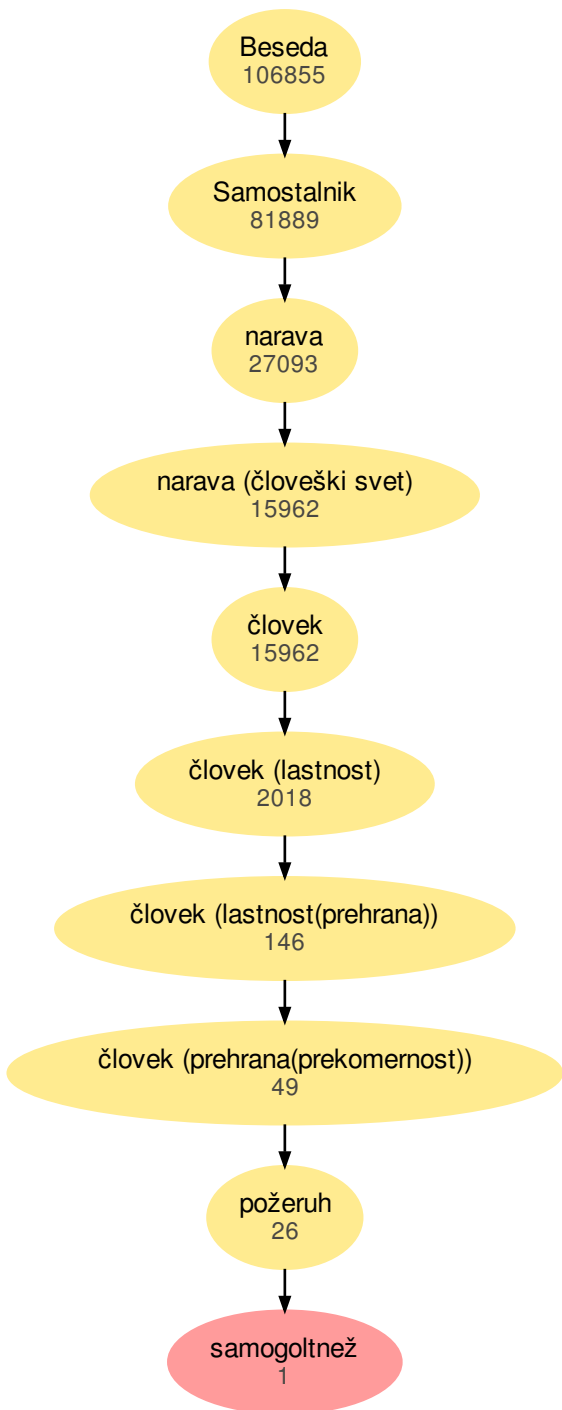 Beseda
106855
Samostalnik
81889
narava
27093
narava (človeški svet)
15962
človek
15962
človek (lastnost)
2018
človek (lastnost(prehrana))
146
človek (prehrana(prekomernost))
49
požeruh
26
samogoltnež
1